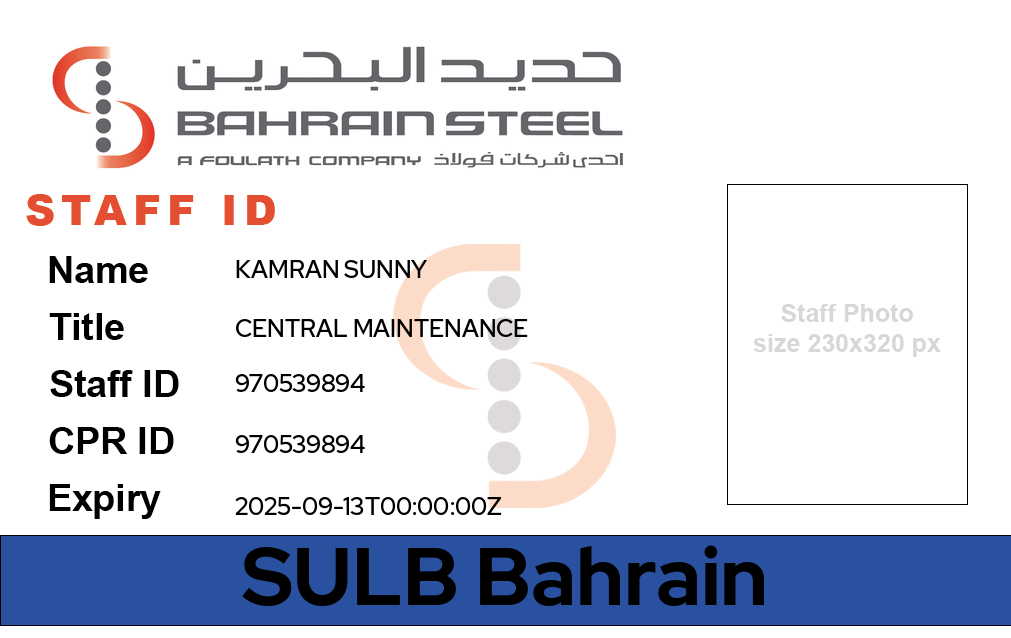 حديد البحرين
BAHRAIN STEEL
A FOULATH COMPANY احدى شركات فولاذ
STAFF ID
Name KAMRAN SUNNY
Title CENTRAL MAINTENANCE
Staff ID 970539894
CPR ID 970539894
Expiry 2025-09-13T00:00:00Z
Staff Photo
size 230x320 px
SULB Bahrain